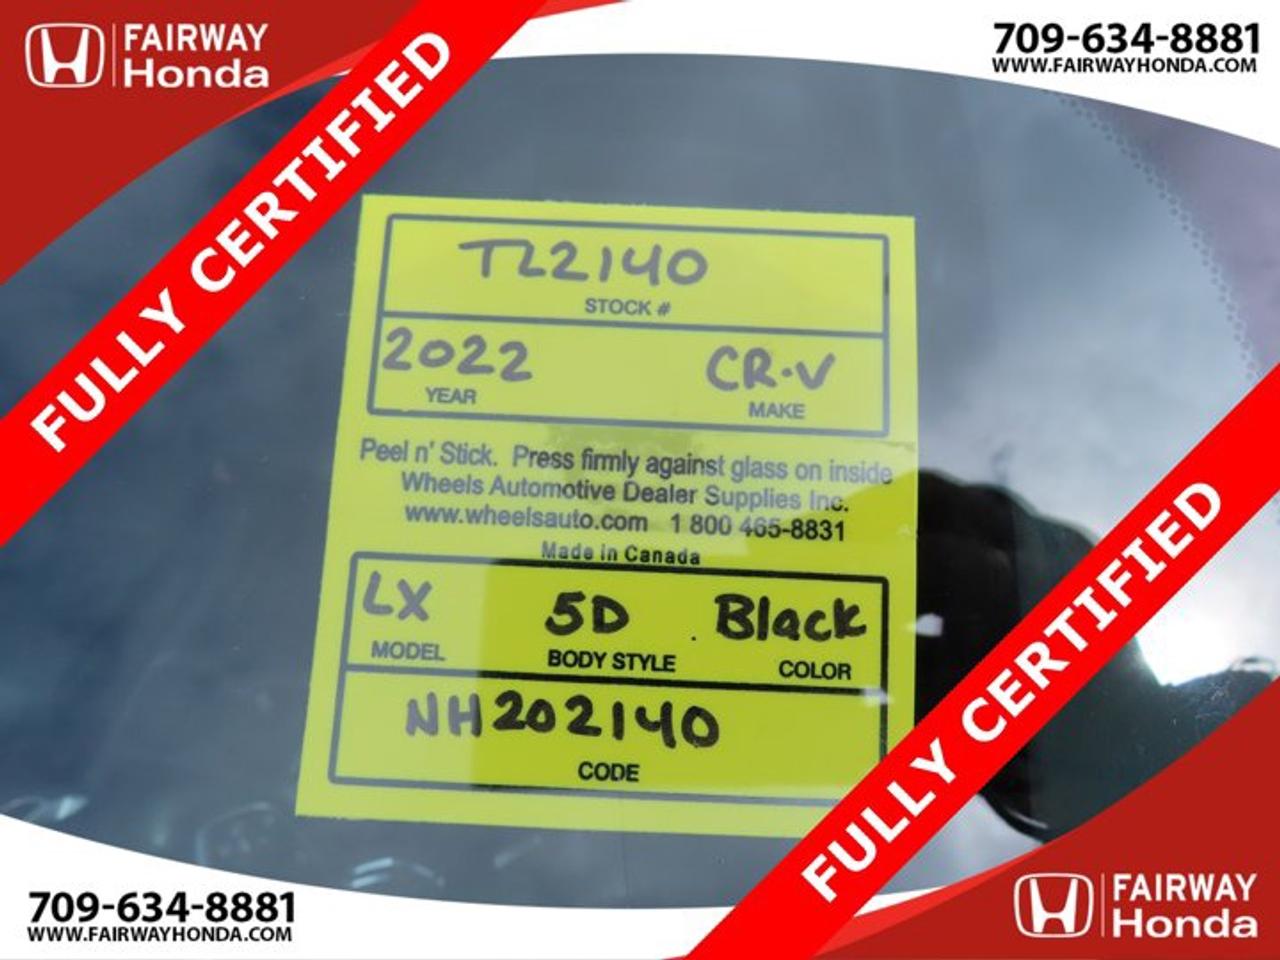 FAIRWAY
Honda
709-634-8881
WWW.FAIRWAYHONDA.COM
FULLY CERTIFIED
TL2140
STOCK #
2022 CR-V
YEAR MAKE
Peel n' Stick. Press firmly against glass on inside
Wheels Automotive Dealer Supplies Inc.
www.wheelsauto.com 1 800 465-8831
Made in Canada
LX 5D Black
MODEL BODY STYLE COLOR
NH202140
CODE
FULLY CERTIFIED
709-634-8881
WWW.FAIRWAYHONDA.COM
FAIRWAY
Honda